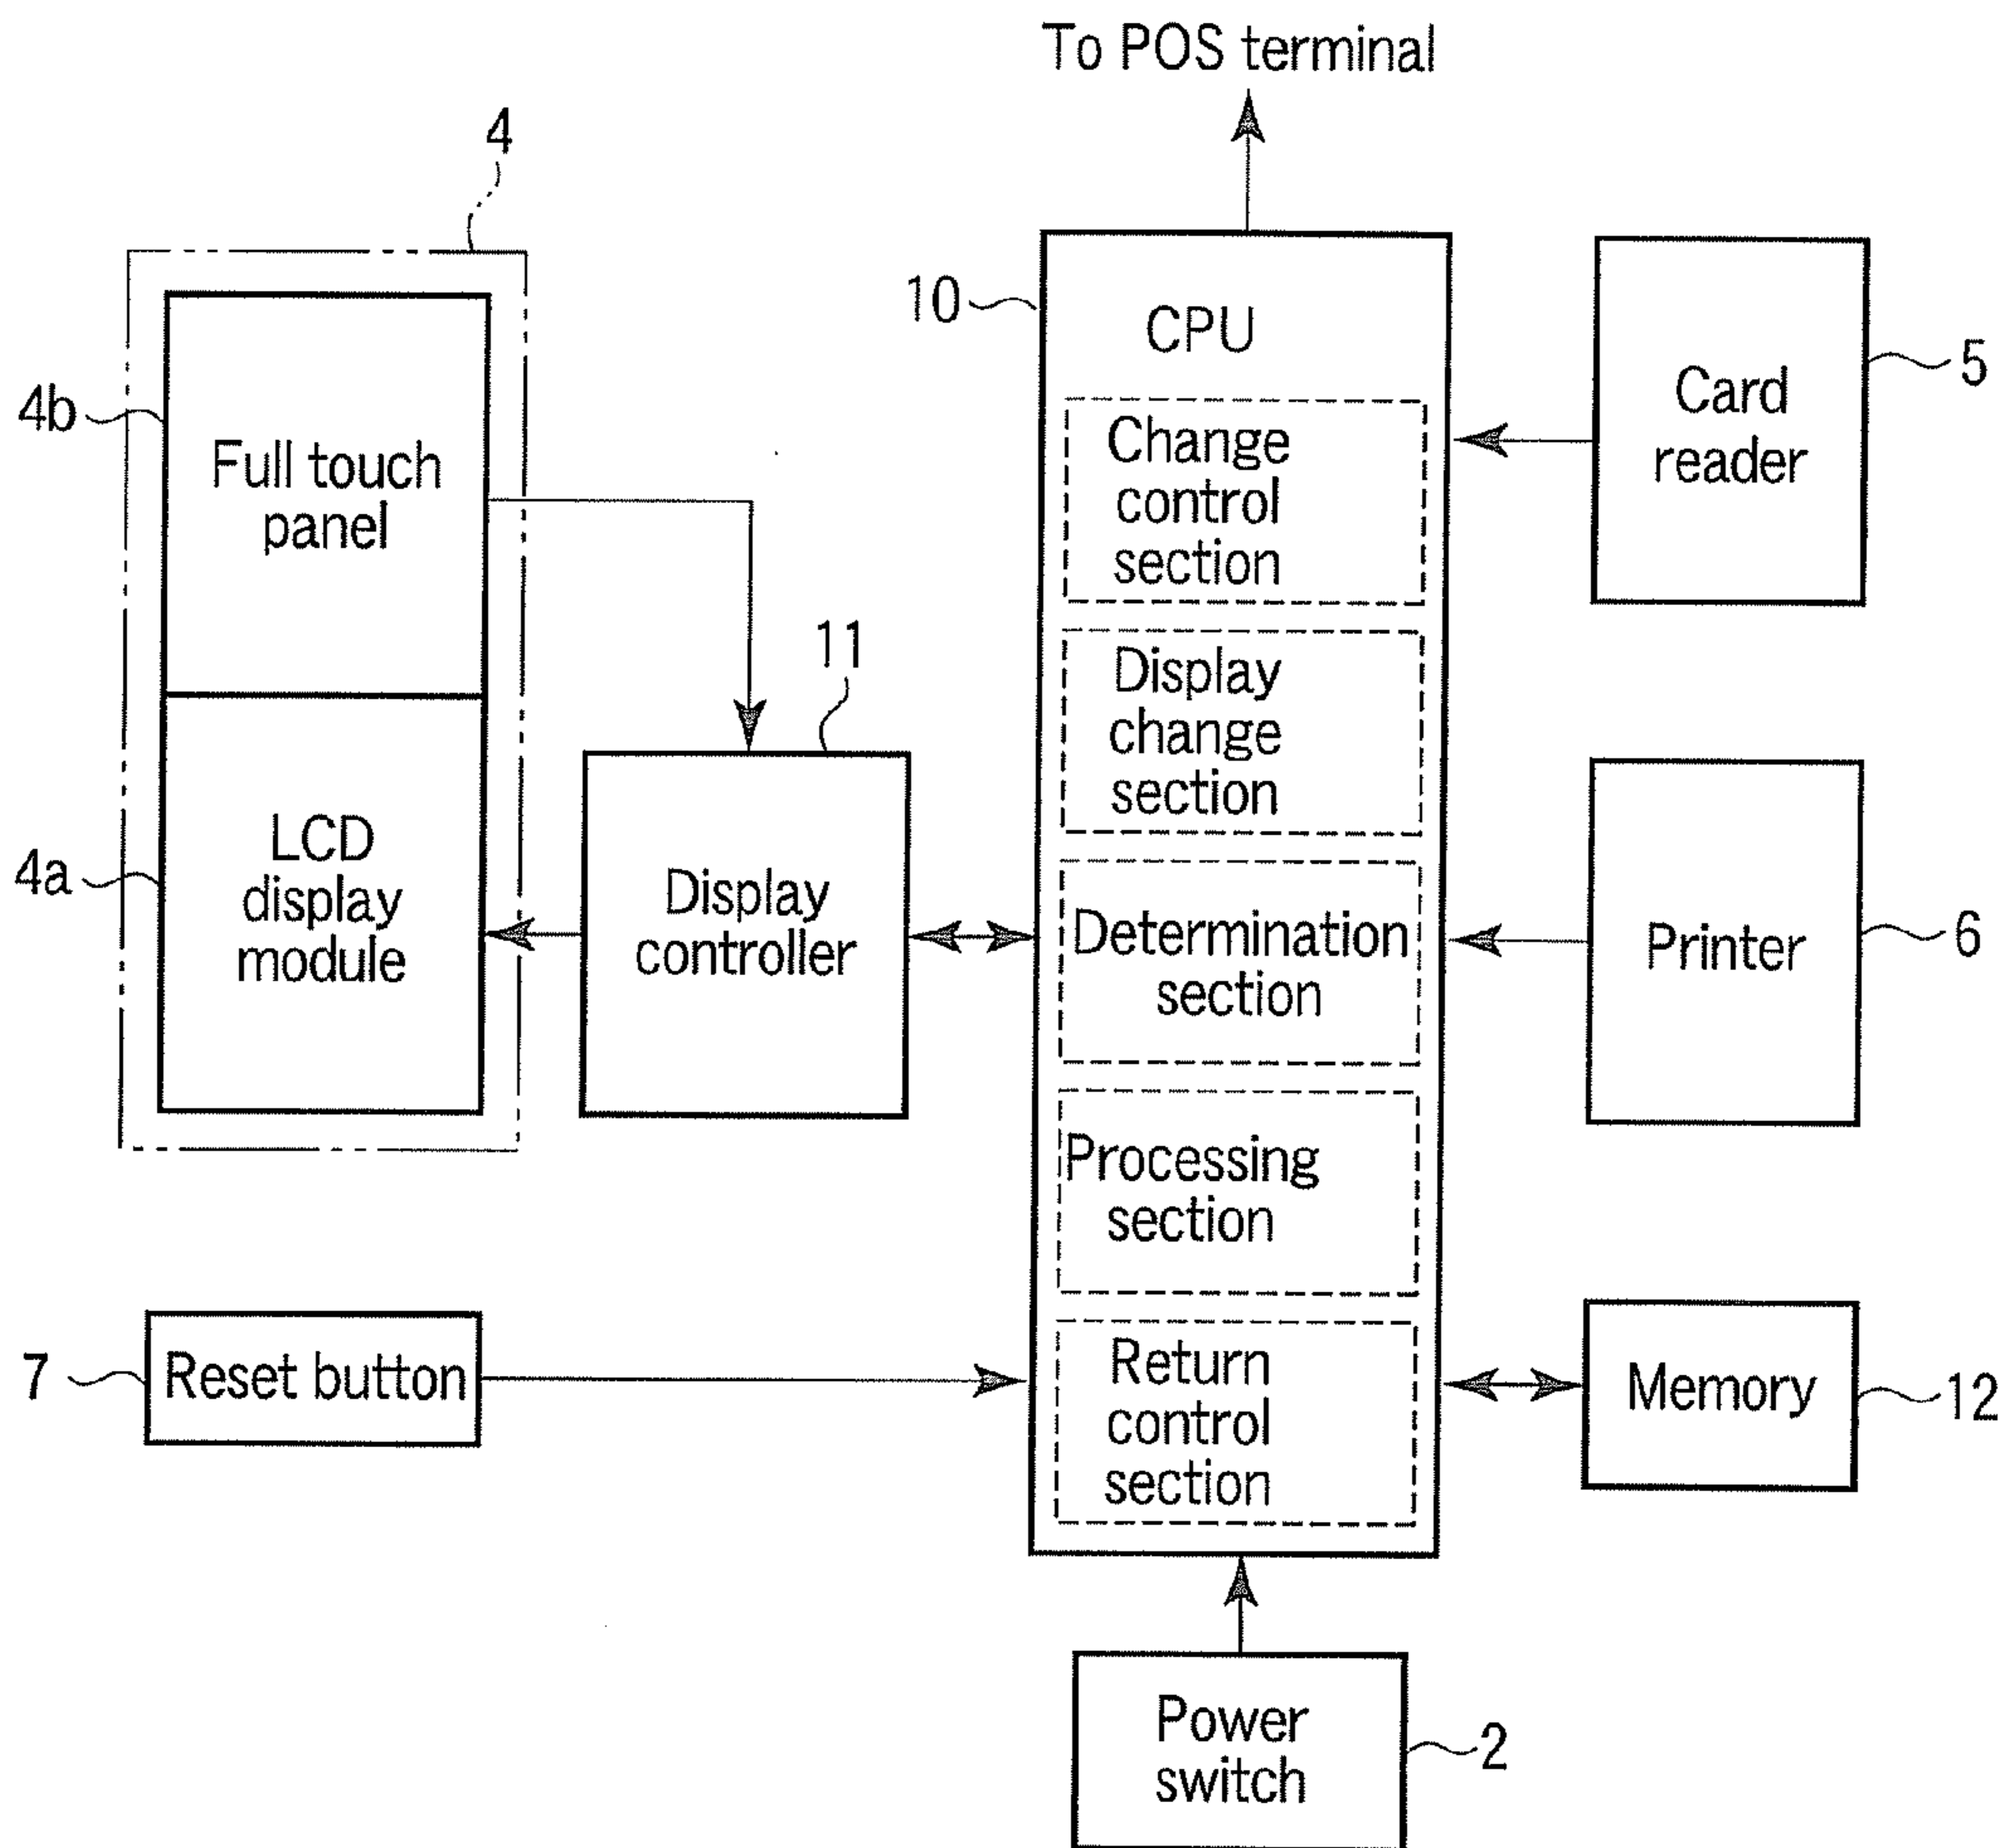 To POS terminal
4
10
CPU
4b
Full touch
panel
Change
control
section
Card
reader
5
11
Display
change
section
4a
LCD
display
module
Display
controller
Determination
section
Printer
6
Processing
section
7
Reset button
Return
control
section
Memory
12
Power
switch
2